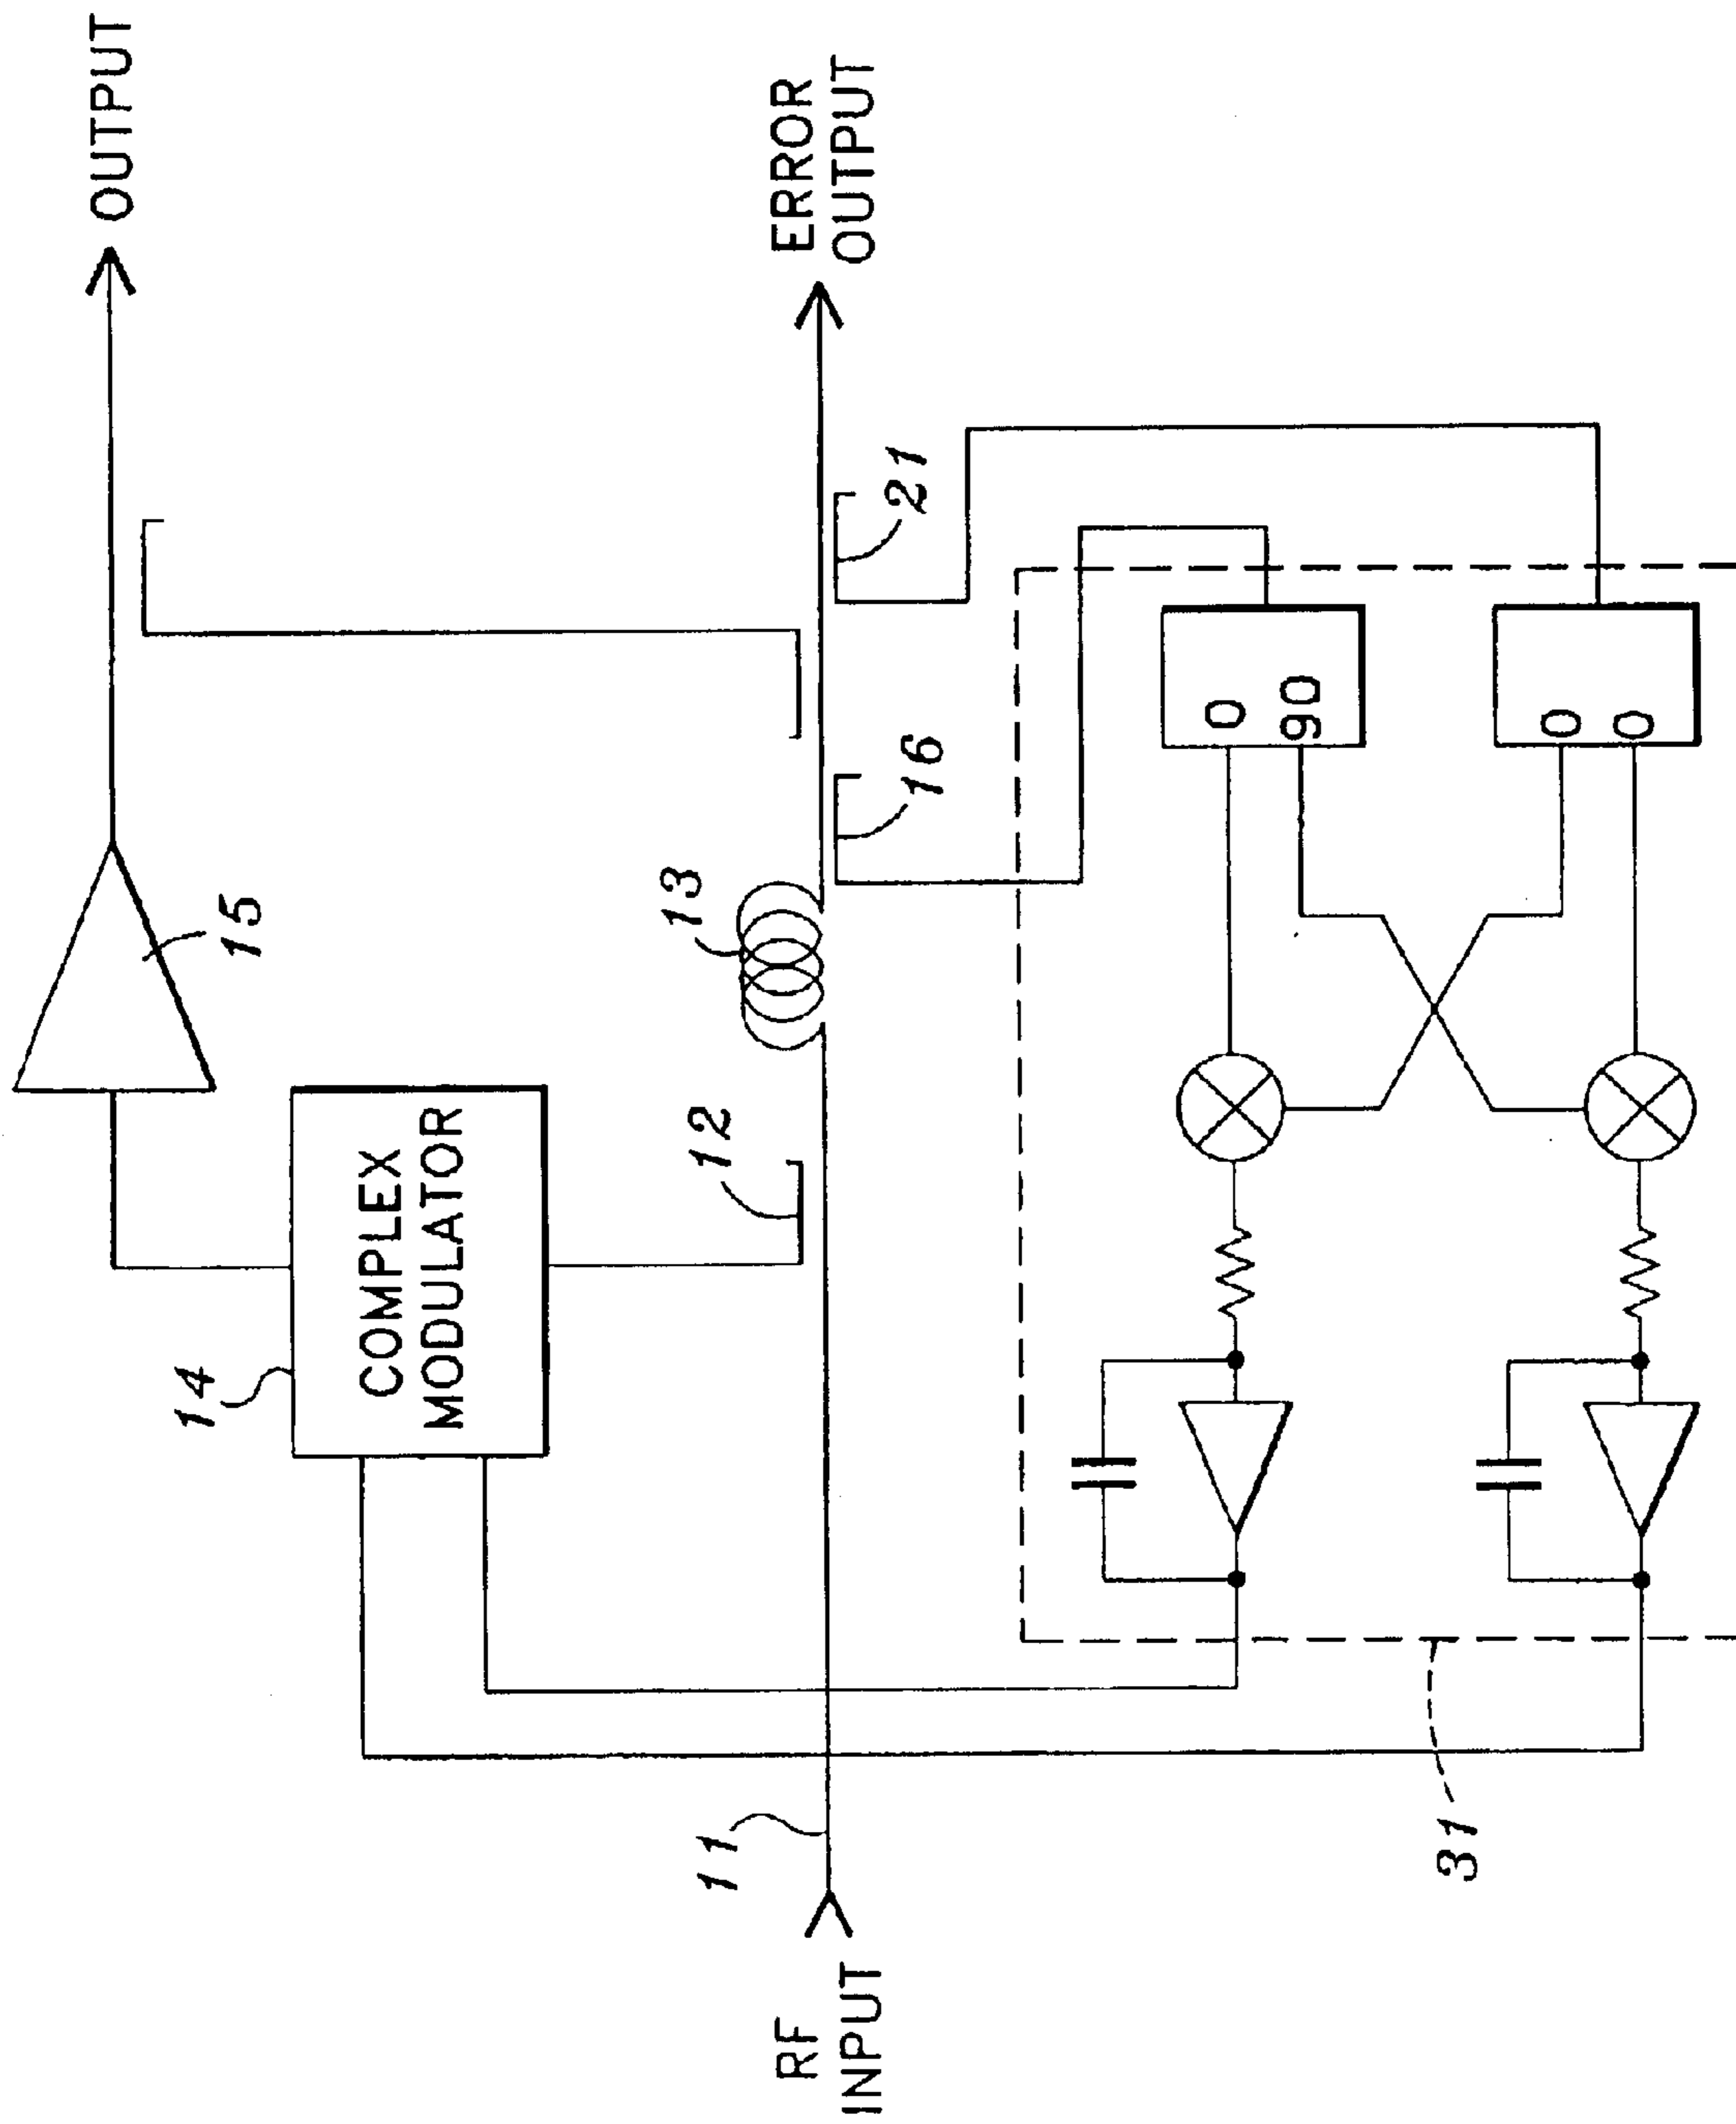 OUTPUT
ERROR
OUTPUT
15
21
16
13
12
14
COMPLEX
MODULATOR
0
90
0
0
11
RF
INPUT
31